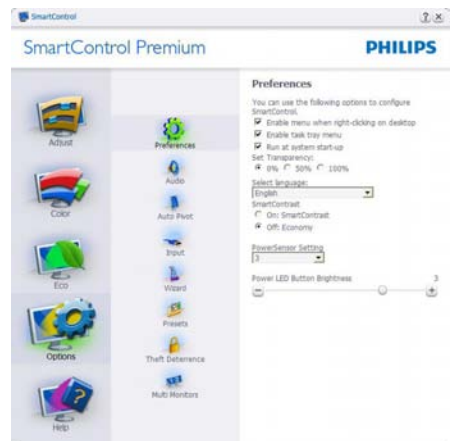 SmartControl
SmartControl Premium
PHILIPS
Adjust
Color
Eco
Options
Help
Preferences
Audio
Auto Pivot
Input
Wizard
Presets
Theft Deterrence
Multi Monitors
Preferences
You can use the following options to configure
SmartControl.
Enable menu when right-clicking on desktop
Enable task tray menu
Run at system start-up
Set Transparency:
0% 50% 100%
Select language:
English
SmartContrast
On: SmartContrast
Off: Economy
PowerSensor Setting
3
Power LED Button Brightness 3